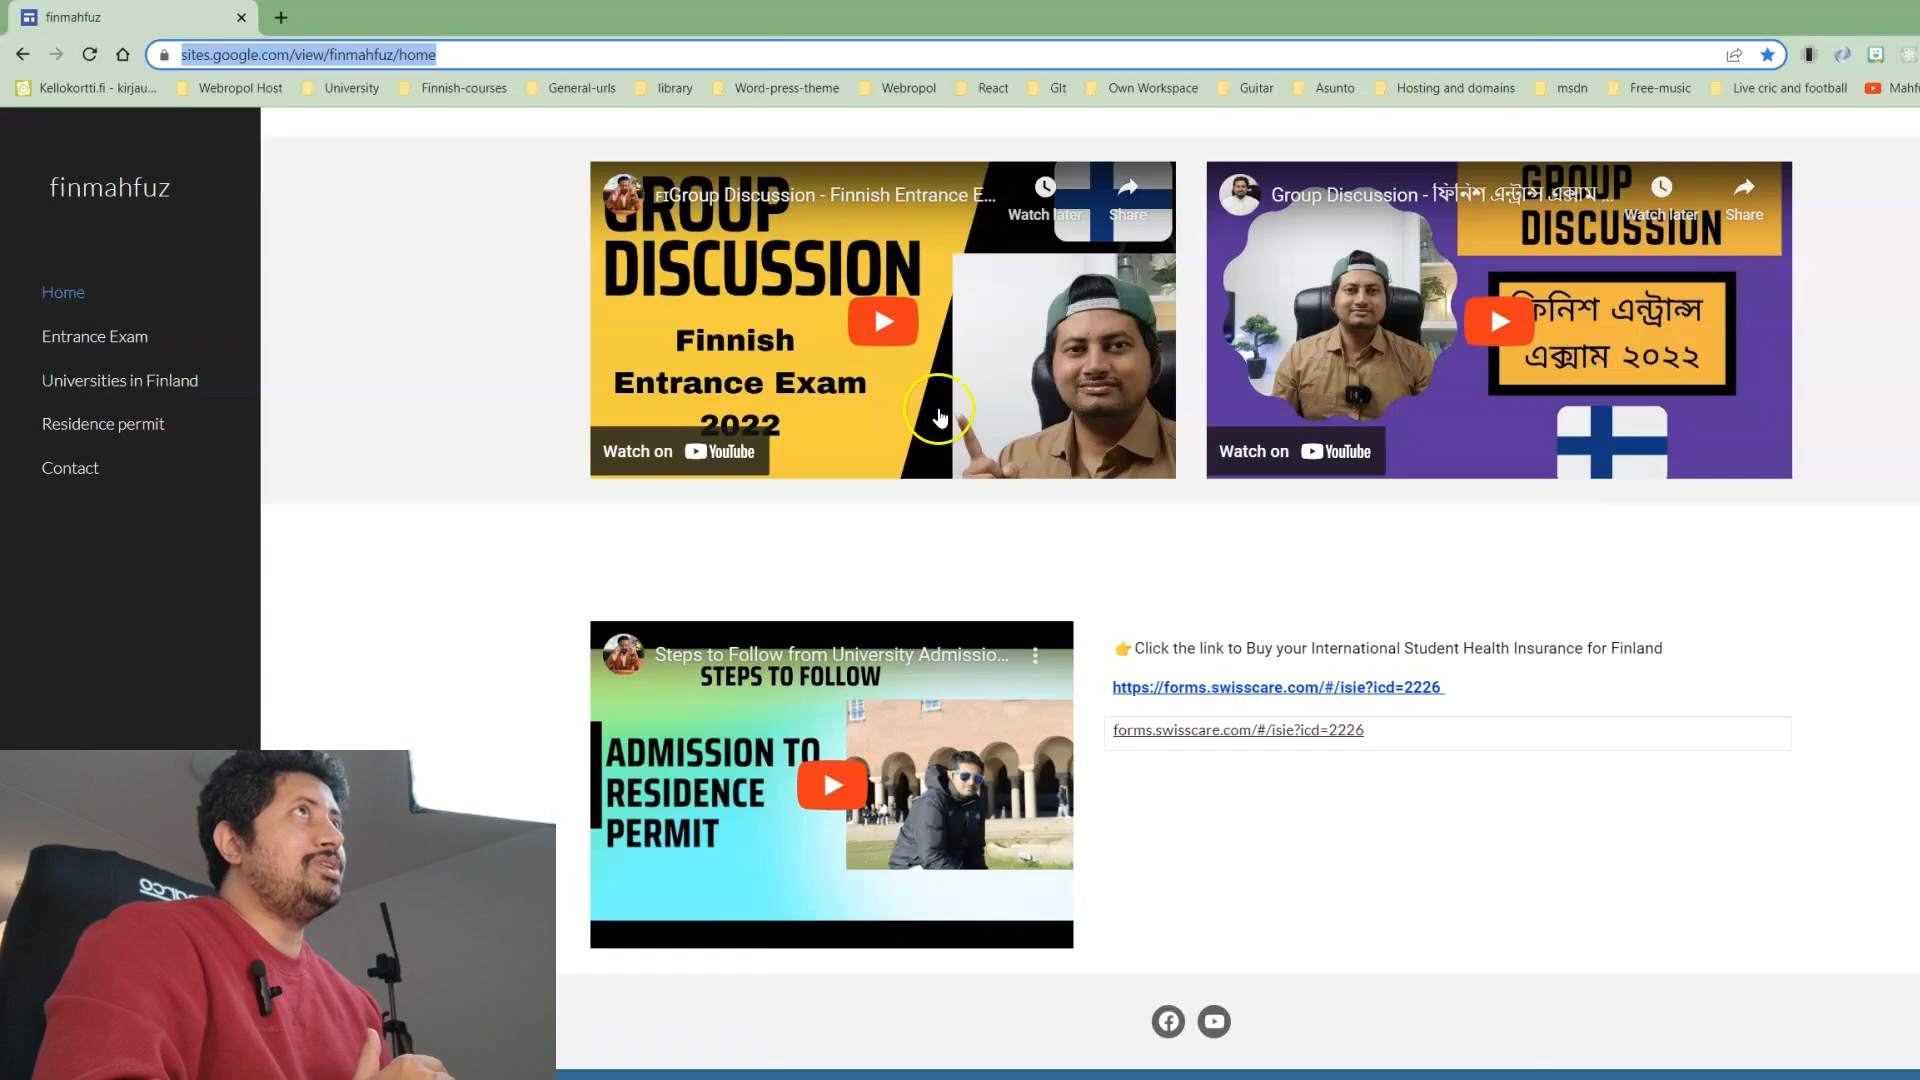 finmahfuz
sites.google.com/view/finmahfuz/home
Kellokortti.fi - kirjau...
Webropol Host
University
Finnish-courses
General-urls
library
Word-press-theme
Webropol
React
GIt
Own Workspace
Guitar
Asunto
Hosting and domains
msdn
Free-music
Live cric and football
Mahfu
finmahfuz
Home
Entrance Exam
Universities in Finland
Residence permit
Contact
Group Discussion - Finnish Entrance E...
Watch later
Share
GROUP
DISCUSSION
Finnish
Entrance Exam
2022
Watch on YouTube
Group Discussion - ফিনিশ এন্ট্রান্স এক্সাম ...
Watch later
Share
GROUP
DISCUSSION
ফিনিশ এন্ট্রান্স
এক্সাম ২০২২
Watch on YouTube
Steps to Follow from University Admissio...
STEPS TO FOLLOW
ADMISSION TO
RESIDENCE
PERMIT
👉Click the link to Buy your International Student Health Insurance for Finland
https://forms.swisscare.com/#/isie?icd=2226
forms.swisscare.com/#/isie?icd=2226